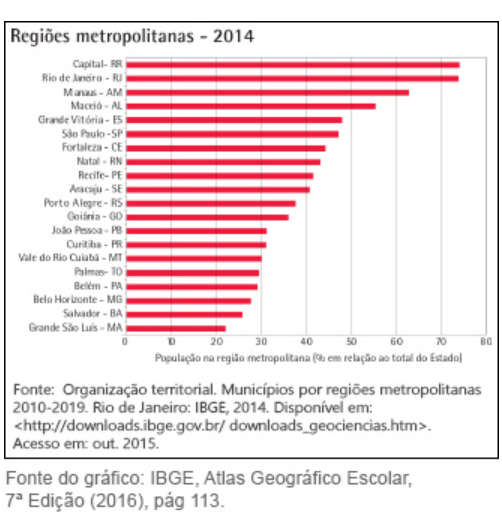 Regiões metropolitanas - 2014
Capital- RR
Rio de Janeiro - RJ
Manaus - AM
Maceió - AL
Grande Vitória - ES
São Paulo -SP
Fortaleza - CE
Natal - RN
Recife- PE
Aracaju - SE
Porto Alegre - RS
Goiânia - GO
João Pessoa - PB
Curitiba - PR
Vale do Rio Cuiabá - MT
Palmas- TO
Belém - PA
Belo Horizonte - MG
Salvador - BA
Grande São Luís - MA
0 10 20 30 40 50 60 70 80
População na região metropolitana (% em relação ao total do Estado)
Fonte: Organização territorial. Municípios por regiões metropolitanas
2010-2019. Rio de Janeiro: IBGE, 2014. Disponível em:
<http://downloads.ibge.gov.br/ downloads_geociencias.htm>.
Acesso em: out. 2015.
Fonte do gráfico: IBGE, Atlas Geográfico Escolar,
7ª Edição (2016), pág 113.